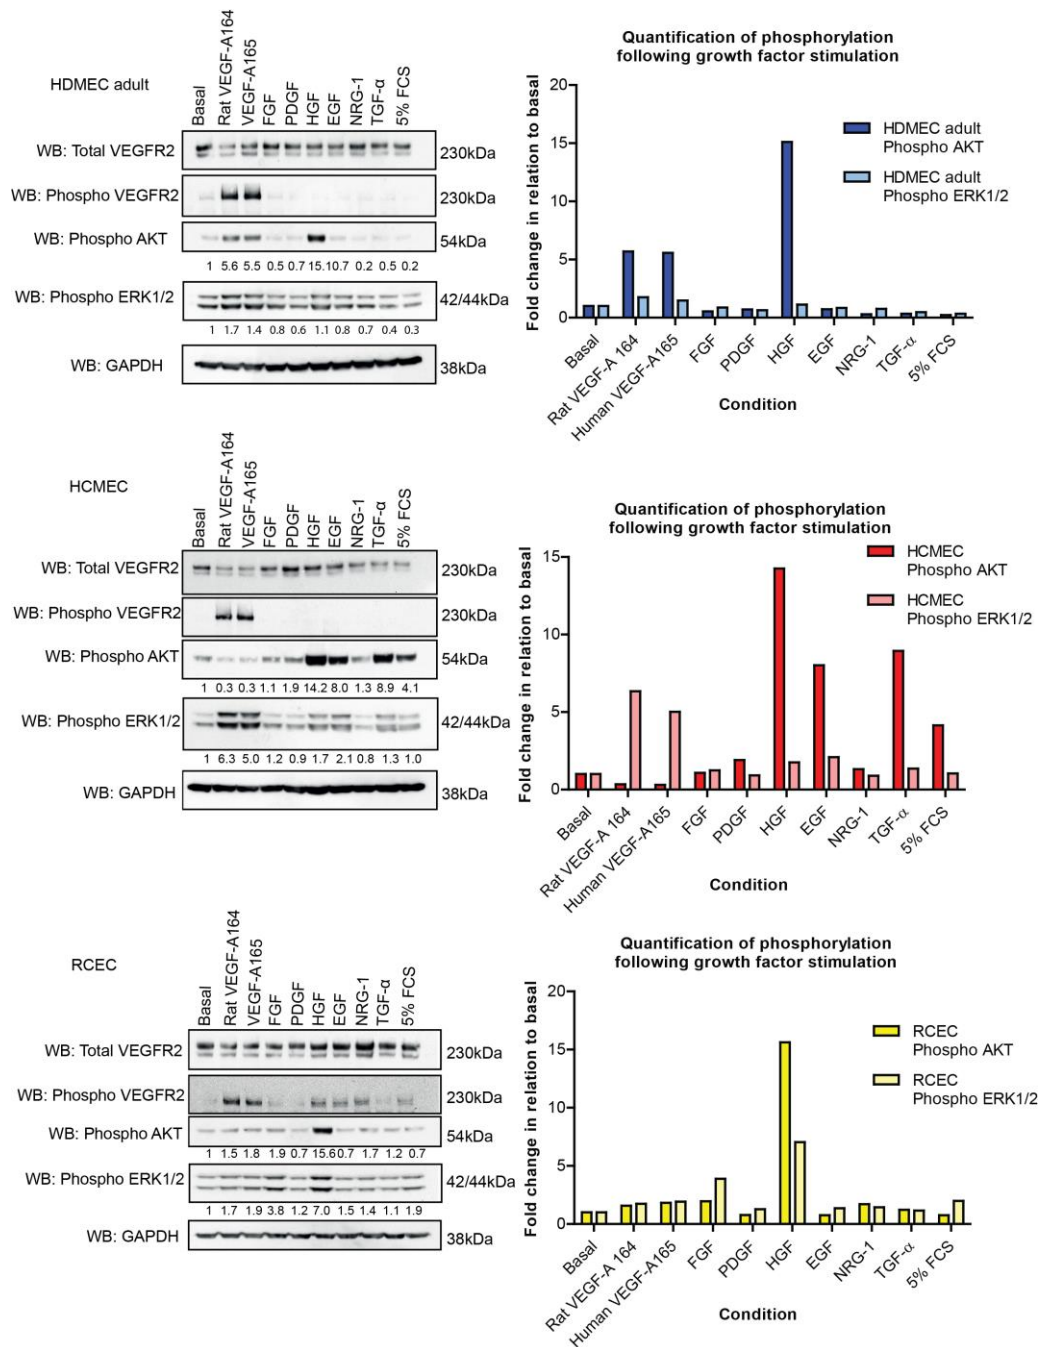 HDMEC adult
Basal
Rat VEGF-A164
VEGF-A165
FGF
PDGF
HGF
EGF
NRG-1
TGF-α
5% FCS
WB: Total VEGFR2
230kDa
WB: Phospho VEGFR2
230kDa
WB: Phospho AKT
54kDa
1 5.6 5.5 0.5 0.7 15.1 0.7 0.2 0.5 0.2
WB: Phospho ERK1/2
42/44kDa
1 1.7 1.4 0.8 0.6 1.1 0.8 0.7 0.4 0.3
WB: GAPDH
38kDa
Quantification of phosphorylation
following growth factor stimulation
Fold change in relation to basal
20
15
10
5
0
HDMEC adult
Phospho AKT
HDMEC adult
Phospho ERK1/2
Basal
Rat VEGF-A 164
Human VEGF-A165
FGF
PDGF
HGF
EGF
NRG-1
TGF-α
5% FCS
Condition
HCMEC
Basal
Rat VEGF-A164
VEGF-A165
FGF
PDGF
HGF
EGF
NRG-1
TGF-α
5% FCS
WB: Total VEGFR2
230kDa
WB: Phospho VEGFR2
230kDa
WB: Phospho AKT
54kDa
1 0.3 0.3 1.1 1.9 14.2 8.0 1.3 8.9 4.1
WB: Phospho ERK1/2
42/44kDa
1 6.3 5.0 1.2 0.9 1.7 2.1 0.8 1.3 1.0
WB: GAPDH
38kDa
Quantification of phosphorylation
following growth factor stimulation
Fold change in relation to basal
15
10
5
0
HCMEC
Phospho AKT
HCMEC
Phospho ERK1/2
Basal
Rat VEGF-A 164
Human VEGF-A165
FGF
PDGF
HGF
EGF
NRG-1
TGF-α
5% FCS
Condition
RCEC
Basal
Rat VEGF-A164
VEGF-A165
FGF
PDGF
HGF
EGF
NRG-1
TGF-α
5% FCS
WB: Total VEGFR2
230kDa
WB: Phospho VEGFR2
230kDa
WB: Phospho AKT
54kDa
1 1.5 1.8 1.9 0.7 15.6 0.7 1.7 1.2 0.7
WB: Phospho ERK1/2
42/44kDa
1 1.7 1.9 3.8 1.2 7.0 1.5 1.4 1.1 1.9
WB: GAPDH
38kDa
Quantification of phosphorylation
following growth factor stimulation
Fold change in relation to basal
20
15
10
5
0
RCEC
Phospho AKT
RCEC
Phospho ERK1/2
Basal
Rat VEGF-A 164
Human VEGF-A165
FGF
PDGF
HGF
EGF
NRG-1
TGF-α
5% FCS
Condition